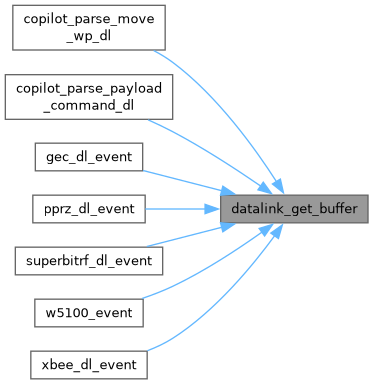 copilot_parse_move
_wp_dl
copilot_parse_payload
_command_dl
gec_dl_event
pprz_dl_event
datalink_get_buffer
superbitrf_dl_event
w5100_event
xbee_dl_event